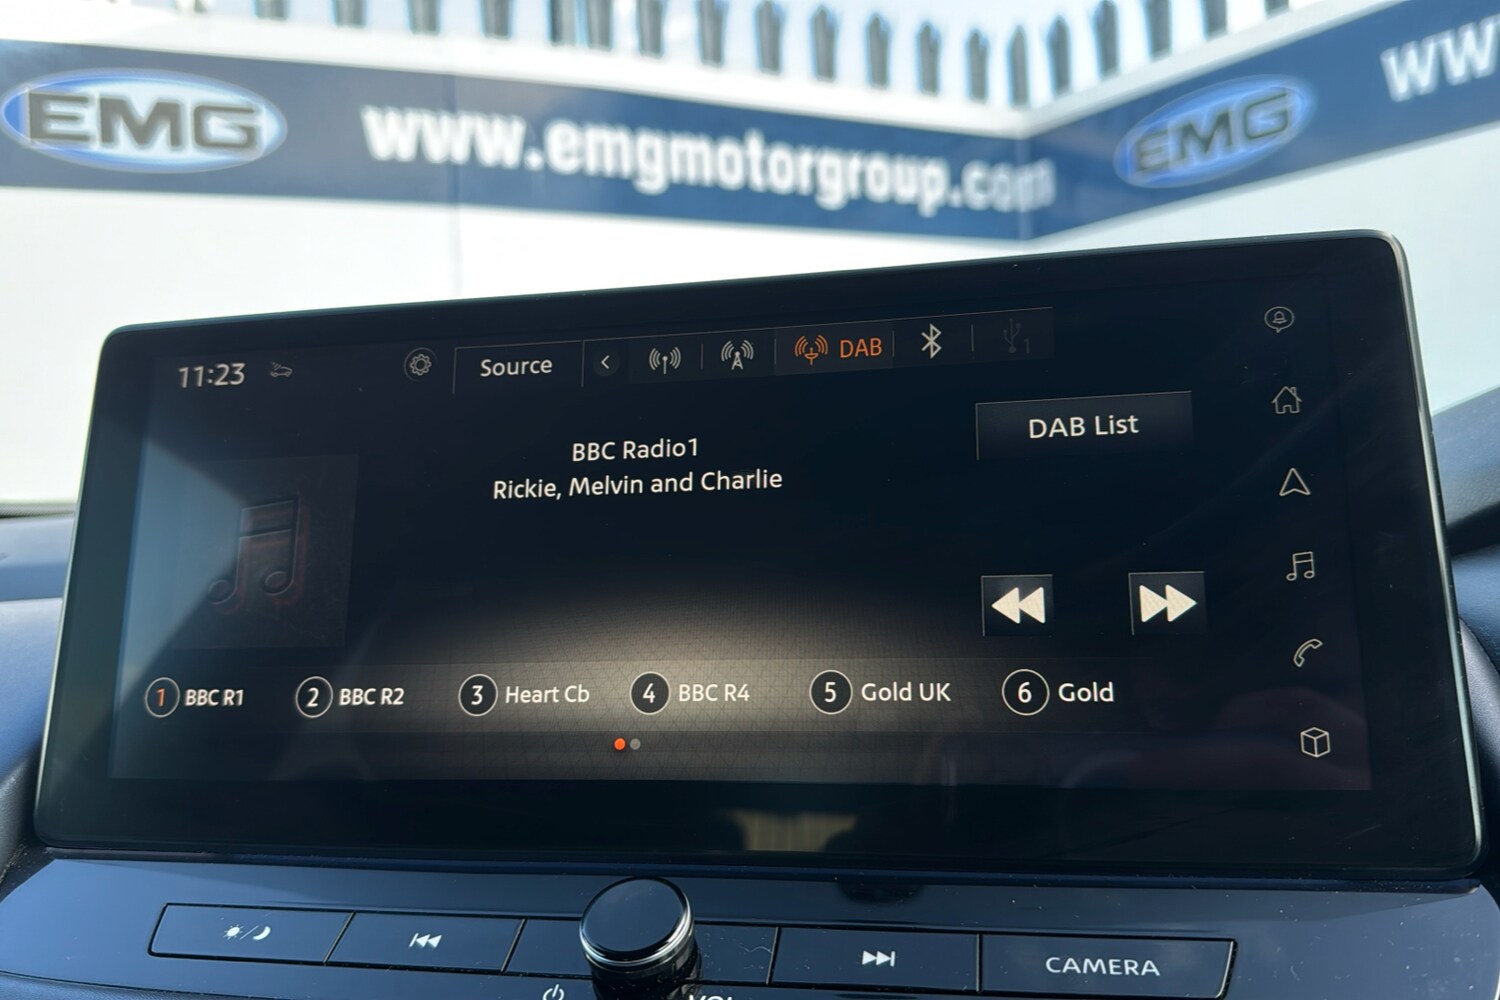 EMG
www.emgmotorgroup.com
EMG
11:23
Source
DAB
1
BBC Radio1
Rickie, Melvin and Charlie
DAB List
1 BBC R1
2 BBC R2
3 Heart Cb
4 BBC R4
5 Gold UK
6 Gold
CAMERA